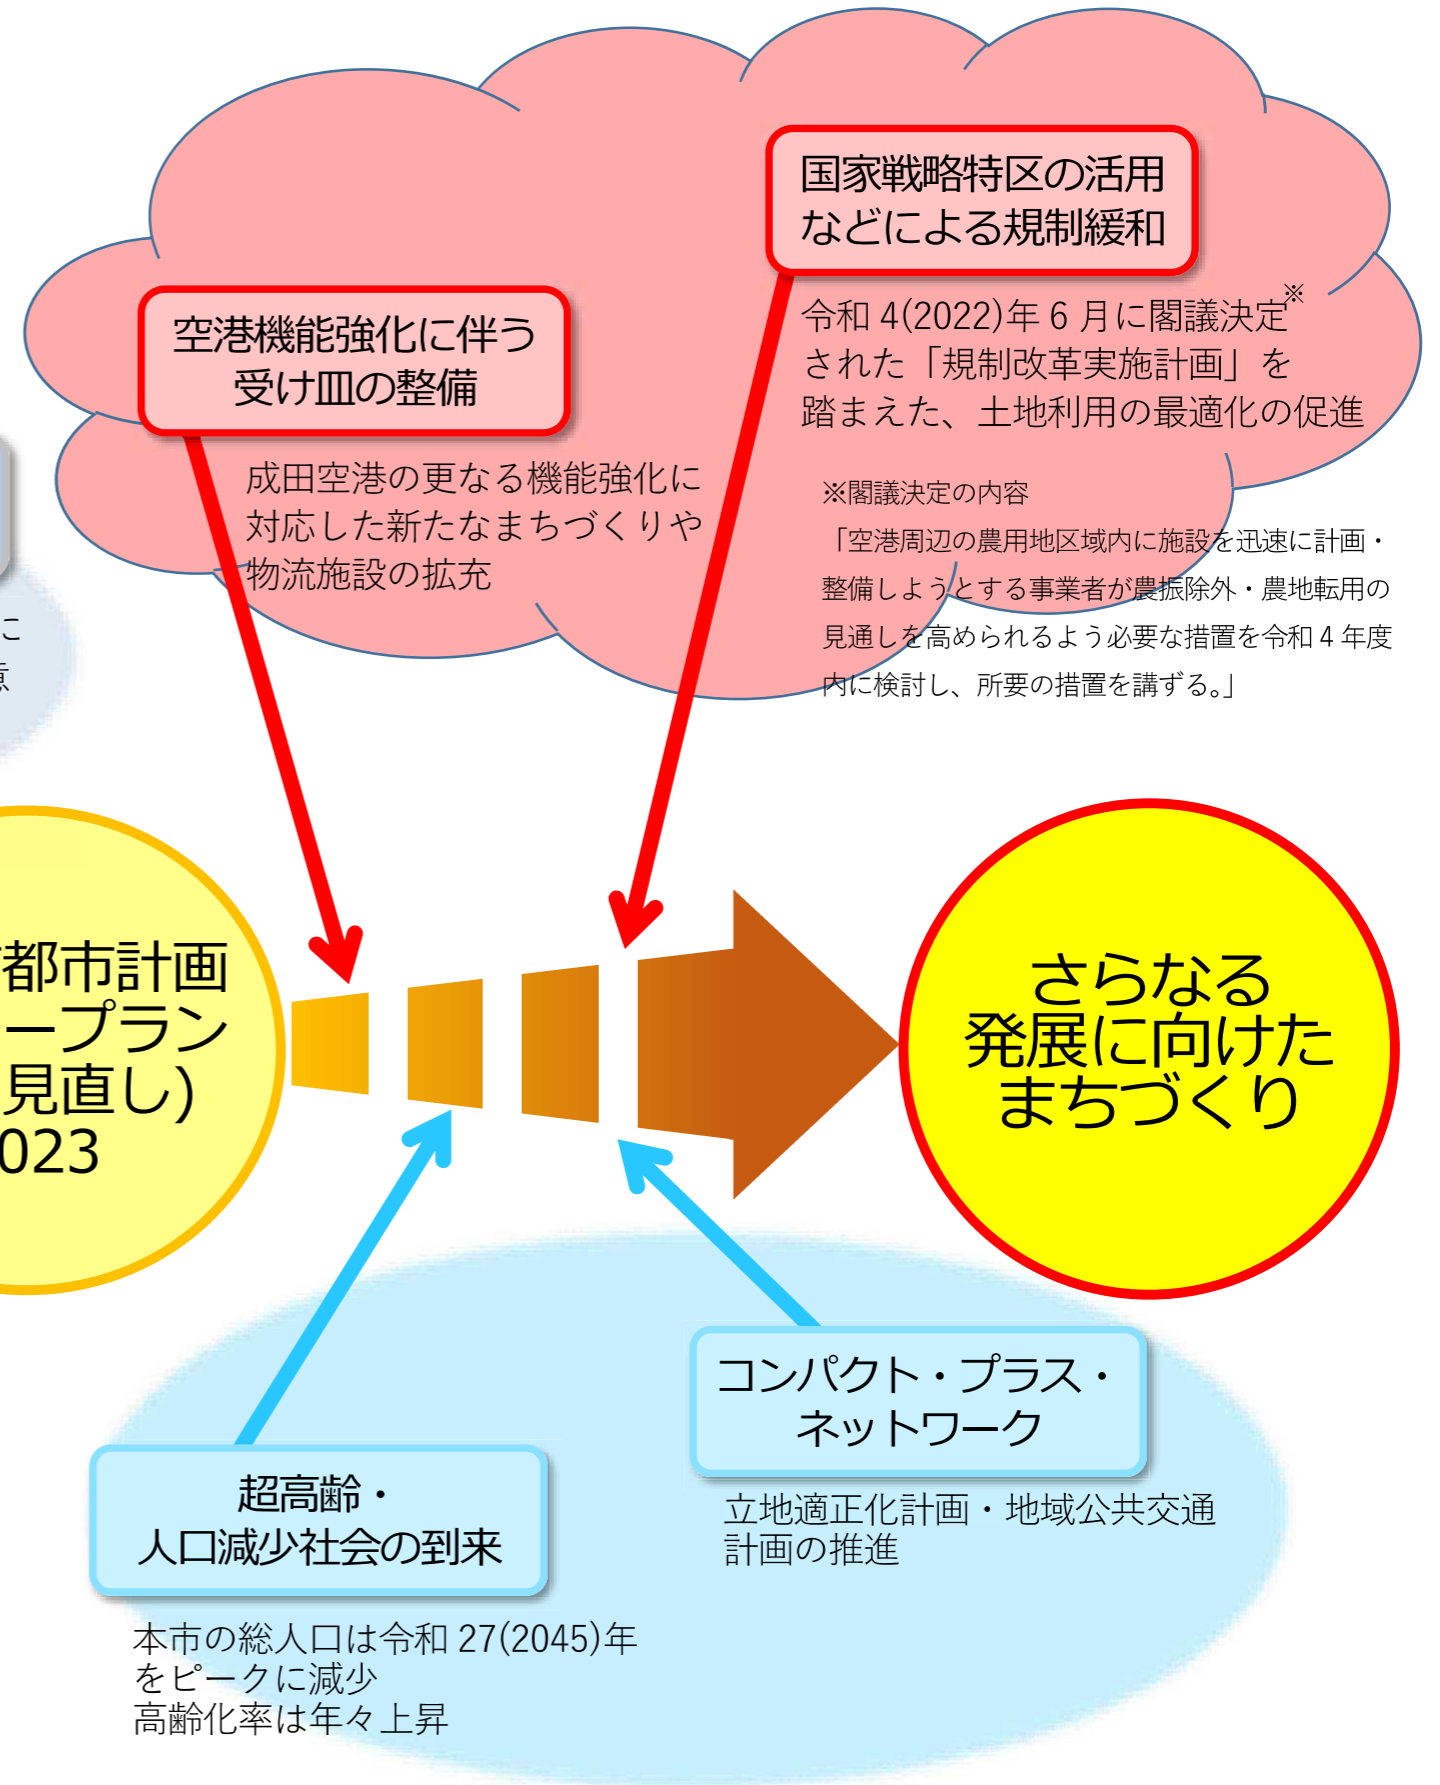 国家戦略特区の活用
などによる規制緩和
令和 4(2022)年 6 月に閣議決定※
された「規制改革実施計画」を
踏まえた、土地利用の最適化の促進
※閣議決定の内容
「空港周辺の農用地区域内に施設を迅速に計画・
整備しようとする事業者が農振除外・農地転用の
見通しを高められるよう必要な措置を令和 4 年度
内に検討し、所要の措置を講ずる。」
空港機能強化に伴う
受け皿の整備
成田空港の更なる機能強化に
対応した新たなまちづくりや
物流施設の拡充
に
都市計画
ープラン
見直し)
023
さらなる
発展に向けた
まちづくり
コンパクト・プラス・
ネットワーク
立地適正化計画・地域公共交通
計画の推進
超高齢・
人口減少社会の到来
本市の総人口は令和 27(2045)年
をピークに減少
高齢化率は年々上昇